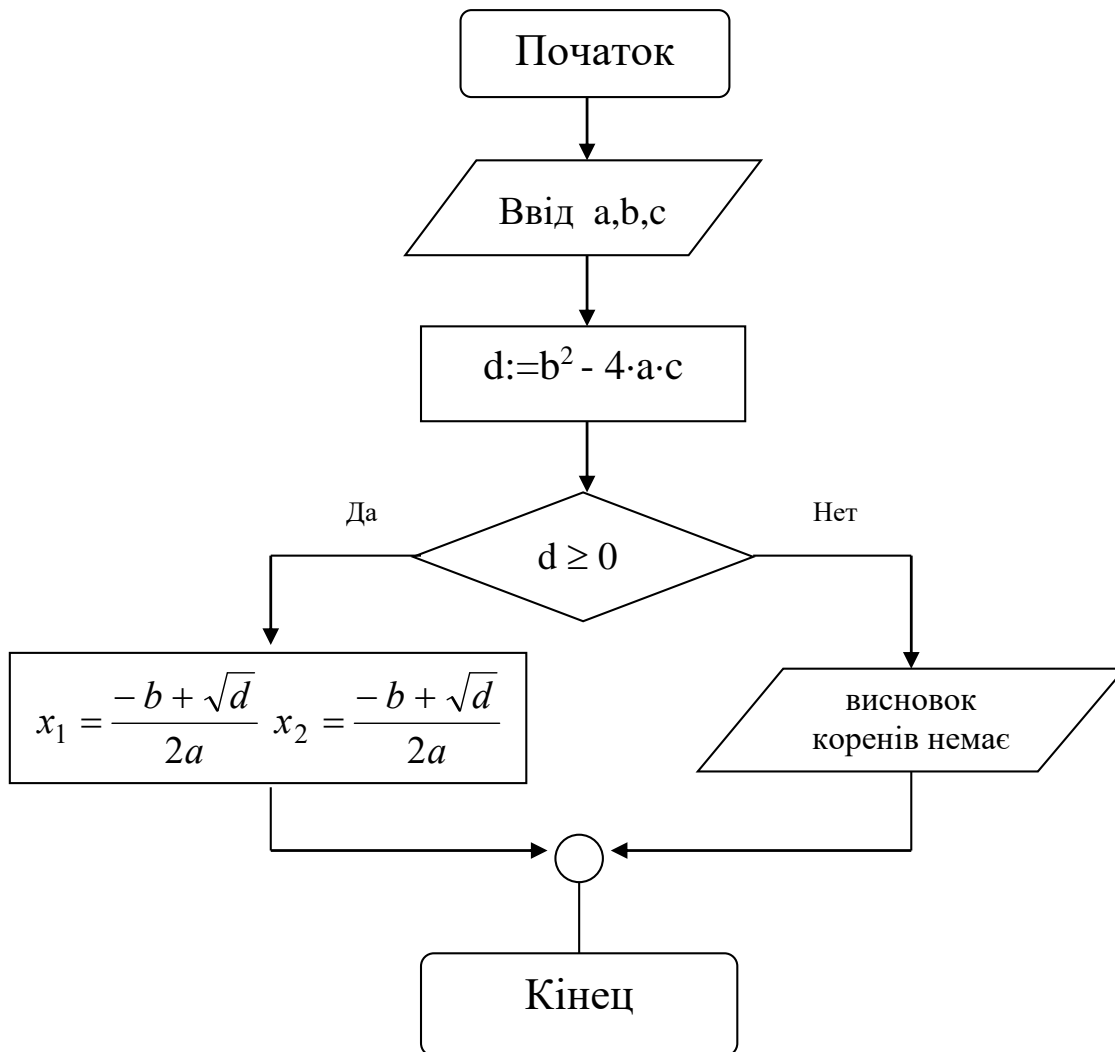 Початок
Ввід a,b,c
d:=b² - 4·a·c
Да
Нет
d ≥ 0
x₁ = (-b + √d)/2a x₂ = (-b + √d)/2a
висновок
коренів немає
Кінец